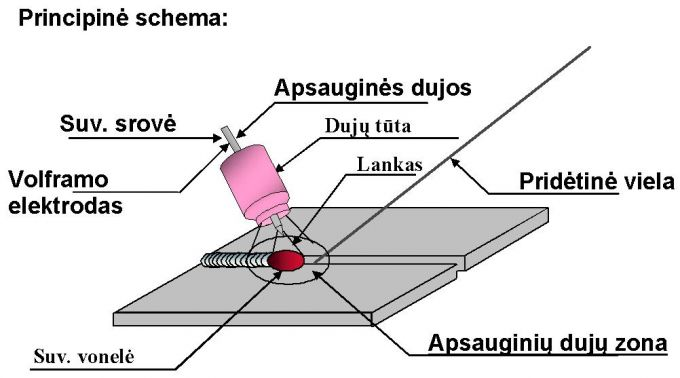 Principinė schema:
Apsauginės dujos
Suv. srovė
Dujų tūta
Lankas
Volframo
elektrodas
Pridėtinė viela
Apsauginių dujų zona
Suv. vonelė